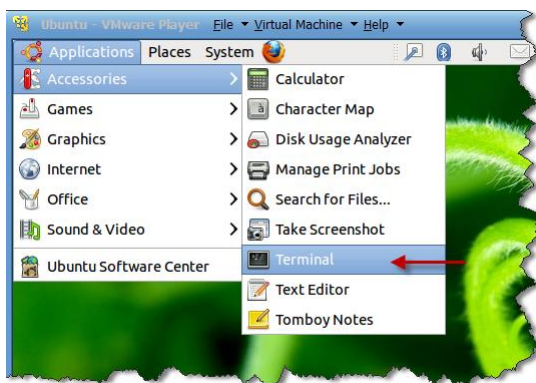 Ubuntu - VMware Player File Virtual Machine Help
Applications Places System
Accessories
Games
Graphics
Internet
Office
Sound & Video
Ubuntu Software Center
Calculator
Character Map
Disk Usage Analyzer
Manage Print Jobs
Search for Files...
Take Screenshot
Terminal
Text Editor
Tomboy Notes